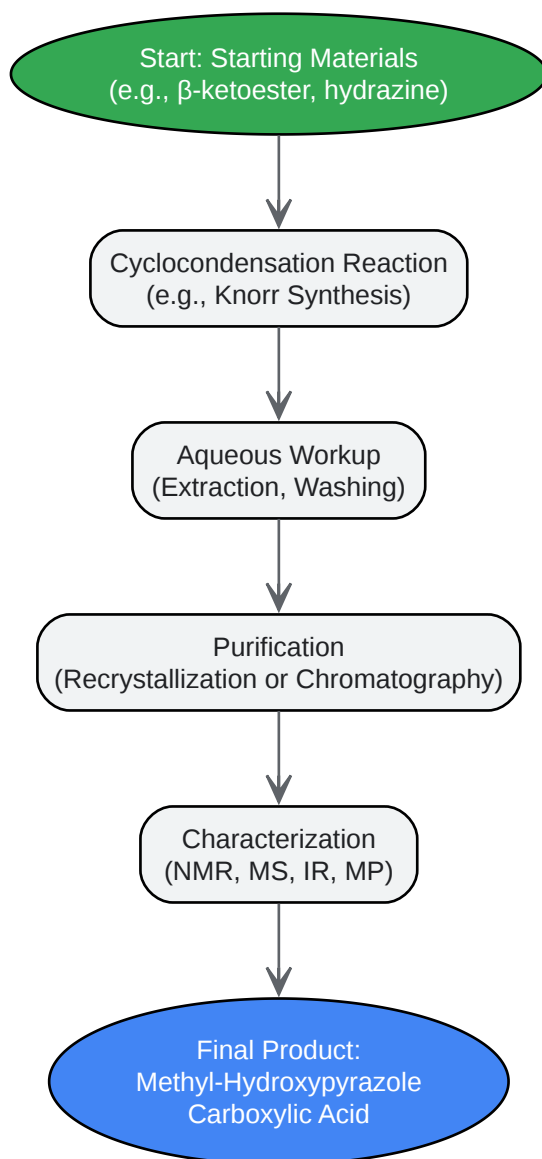 Start: Starting Materials
(e.g., β-ketoester, hydrazine)
Cyclocondensation Reaction
(e.g., Knorr Synthesis)
Aqueous Workup
(Extraction, Washing)
Purification
(Recrystallization or Chromatography)
Characterization
(NMR, MS, IR, MP)
Final Product:
Methyl-Hydroxypyrazole
Carboxylic Acid